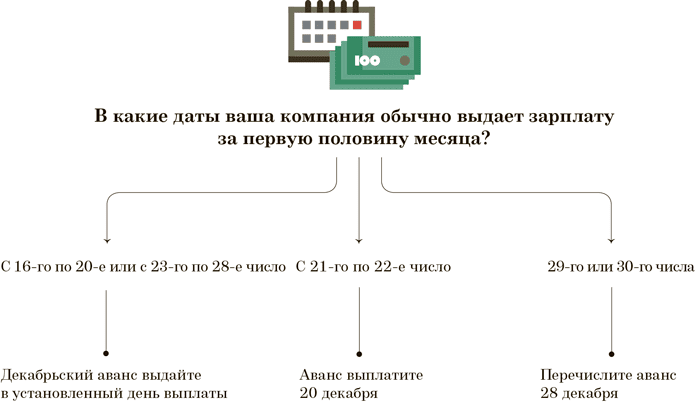 100
В какие даты ваша компания обычно выдает зарплату
за первую половину месяца?
С 16-го по 20-е или с 23-го по 28-е число
С 21-го по 22-е число
29-го или 30-го числа
Декабрьский аванс выдайте
в установленный день выплаты
Аванс выплатите
20 декабря
Перечислите аванс
28 декабря